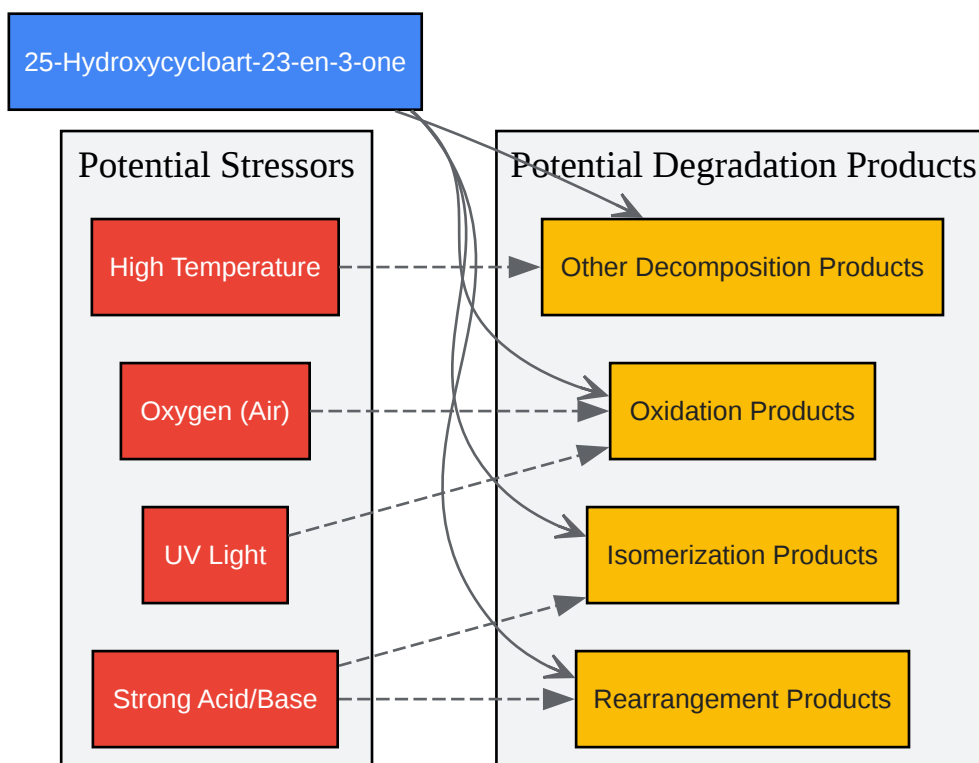 25-Hydroxycycloart-23-en-3-one
Potential Stressors
High Temperature
Oxygen (Air)
UV Light
Strong Acid/Base
Potential Degradation Products
Other Decomposition Products
Oxidation Products
Isomerization Products
Rearrangement Products